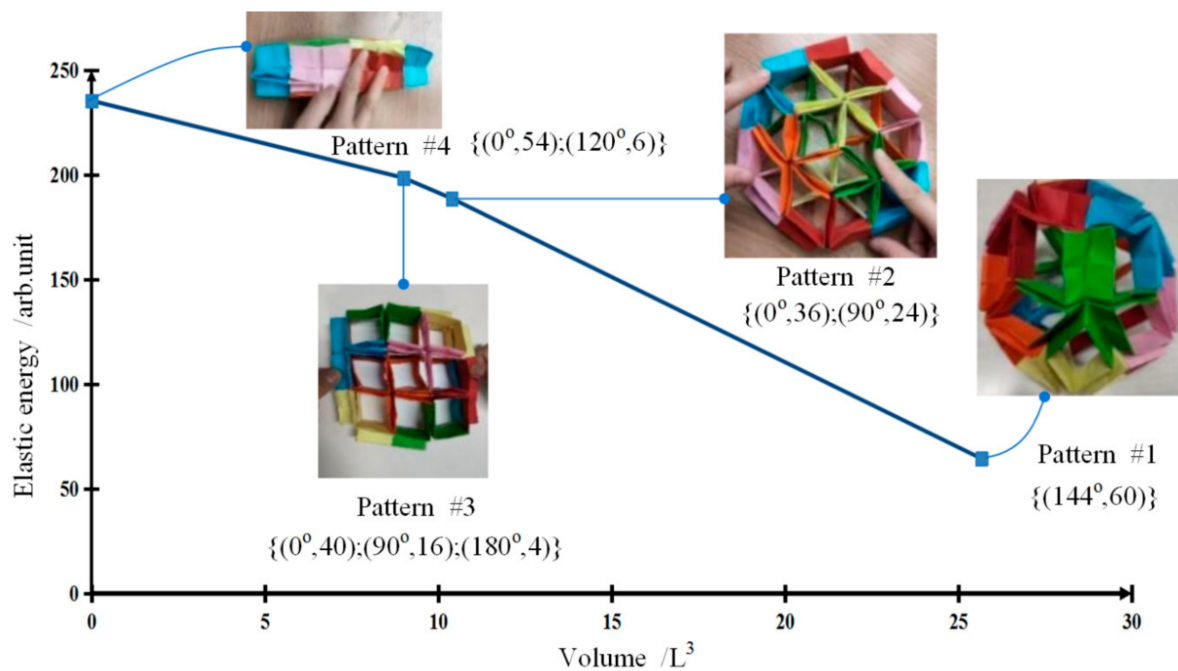 250
200
150
100
50
0
Elastic energy /arb.unit
0
5
10
15
20
25
30
Volume /L³
Pattern #4 {(0°,54);(120°,6)}
Pattern #2
{(0°,36);(90°,24)}
Pattern #1
{(144°,60)}
Pattern #3
{(0°,40);(90°,16);(180°,4)}